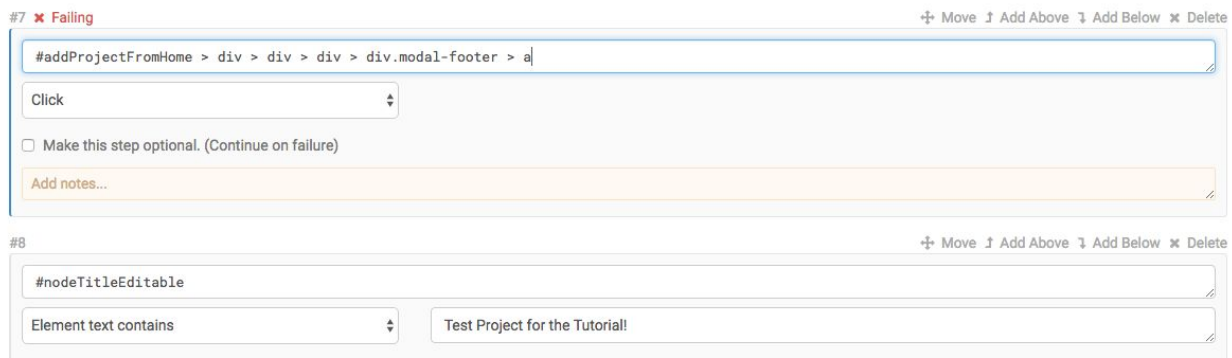 #7 ✖ Failing Move Add Above Add Below ✖ Delete
#addProjectFromHome > div > div > div > div.modal-footer > a
Click
Make this step optional. (Continue on failure)
Add notes...
#8 Move Add Above Add Below ✖ Delete
#nodeTitleEditable
Element text contains Test Project for the Tutorial!